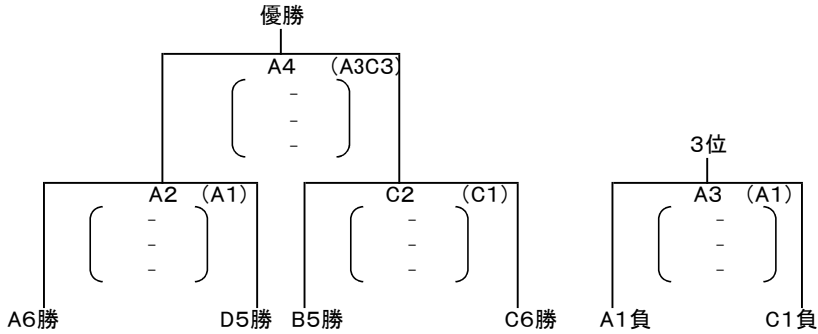 優勝
A4 （A3C3）
-
-
-
3位
A2 （A1） C2 （C1） A3 （A1）
- - -
- - -
- - -
A6勝 D5勝 B5勝 C6勝 A1負 C1負